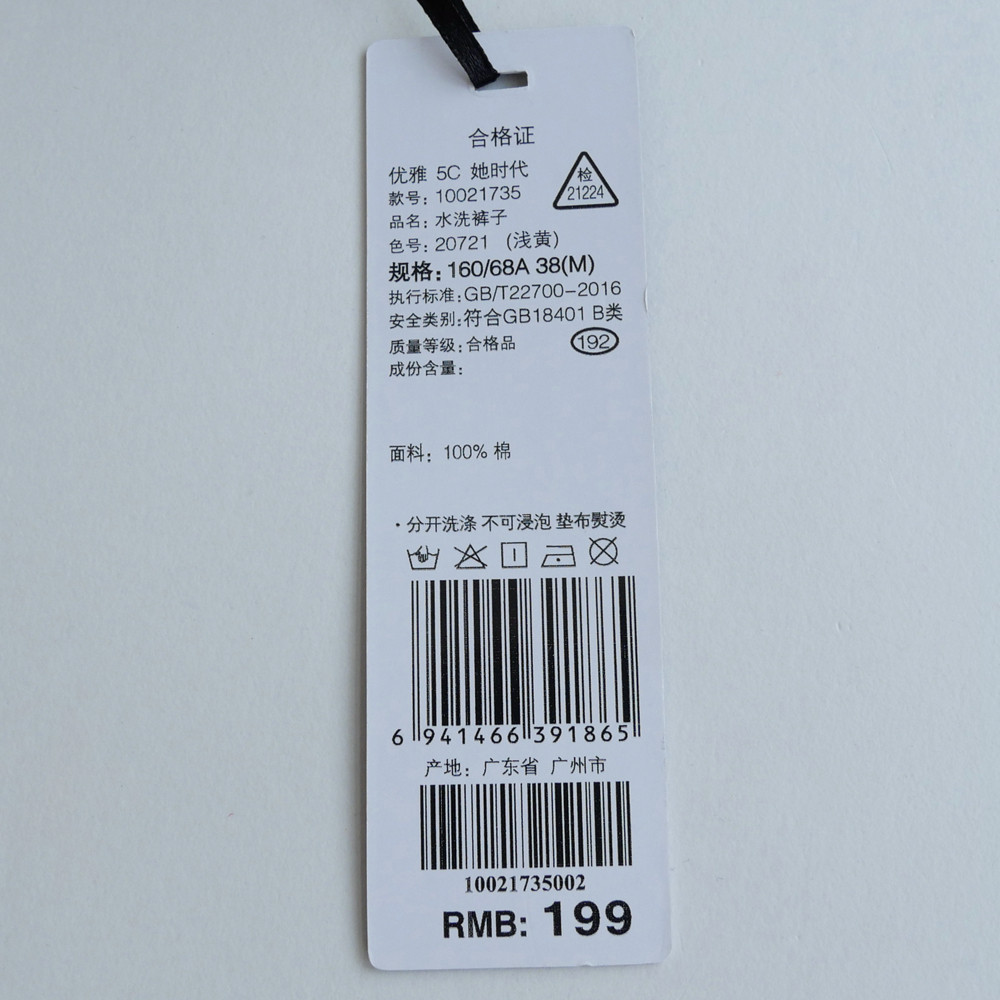 合格证
优雅 5C 她时代
检
21224
款号: 10021735
品名: 水洗裤子
色号: 20721 (浅黄)
规格: 160/68A 38(M)
执行标准: GB/T22700-2016
安全类别: 符合GB18401 B类
质量等级: 合格品
192
成份含量:
面料: 100% 棉
·分开洗涤 不可浸泡 垫布熨烫
6 941466 391865
产地: 广东省 广州市
10021735002
RMB: 199